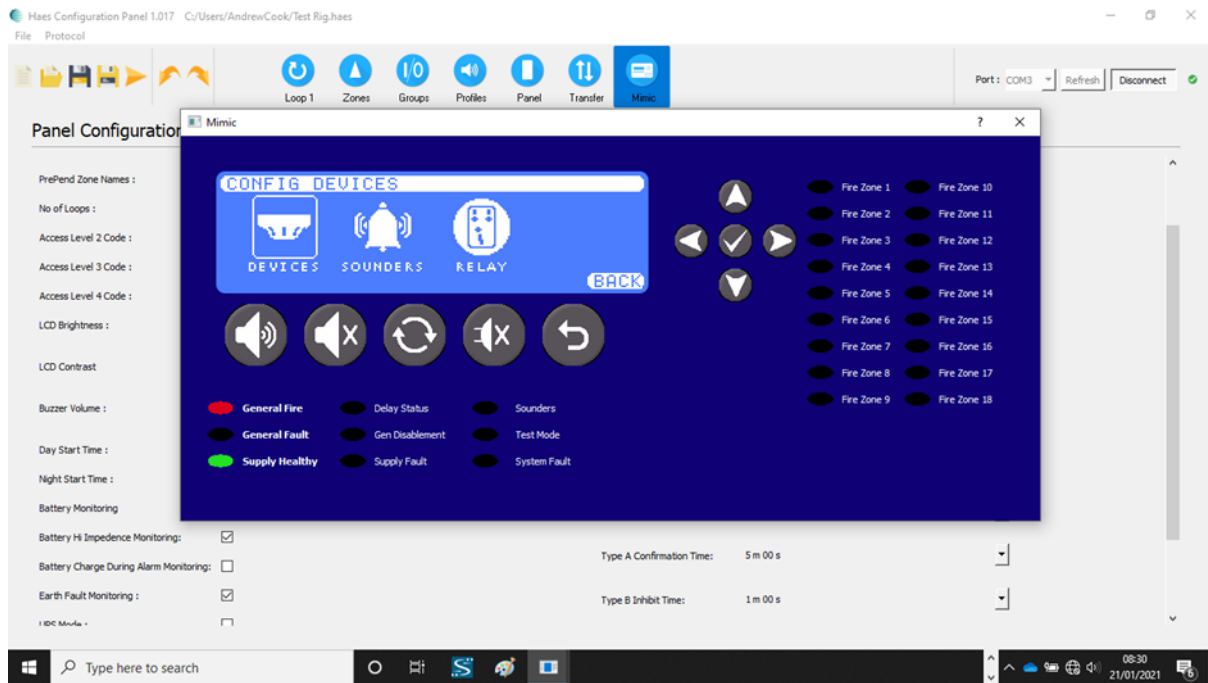 Haes Configuration Panel 1.017 C:/Users/AndrewCook/Test Rig.haes
File Protocol
Loop 1 Zones Groups Profiles Panel Transfer Mimic
Port : COM3 Refresh Disconnect
Panel Configuration
Mimic ?
PrePend Zone Names :
No of Loops :
Access Level 2 Code :
Access Level 3 Code :
Access Level 4 Code :
LCD Brightness :
LCD Contrast
Buzzer Volume :
Day Start Time :
Night Start Time :
Battery Monitoring
Battery Hi Impedence Monitoring:
Battery Charge During Alarm Monitoring:
Earth Fault Monitoring :
UPS Mode :
CONFIG DEVICES
DEVICES SOUNDERS RELAY
BACK
General Fire Delay Status Sounders
General Fault Gen Disablement Test Mode
Supply Healthy Supply Fault System Fault
Fire Zone 1 Fire Zone 10
Fire Zone 2 Fire Zone 11
Fire Zone 3 Fire Zone 12
Fire Zone 4 Fire Zone 13
Fire Zone 5 Fire Zone 14
Fire Zone 6 Fire Zone 15
Fire Zone 7 Fire Zone 16
Fire Zone 8 Fire Zone 17
Fire Zone 9 Fire Zone 18
Type A Confirmation Time: 5 m 00 s
Type B Inhibit Time: 1 m 00 s
Type here to search
08:30
21/01/2021
6